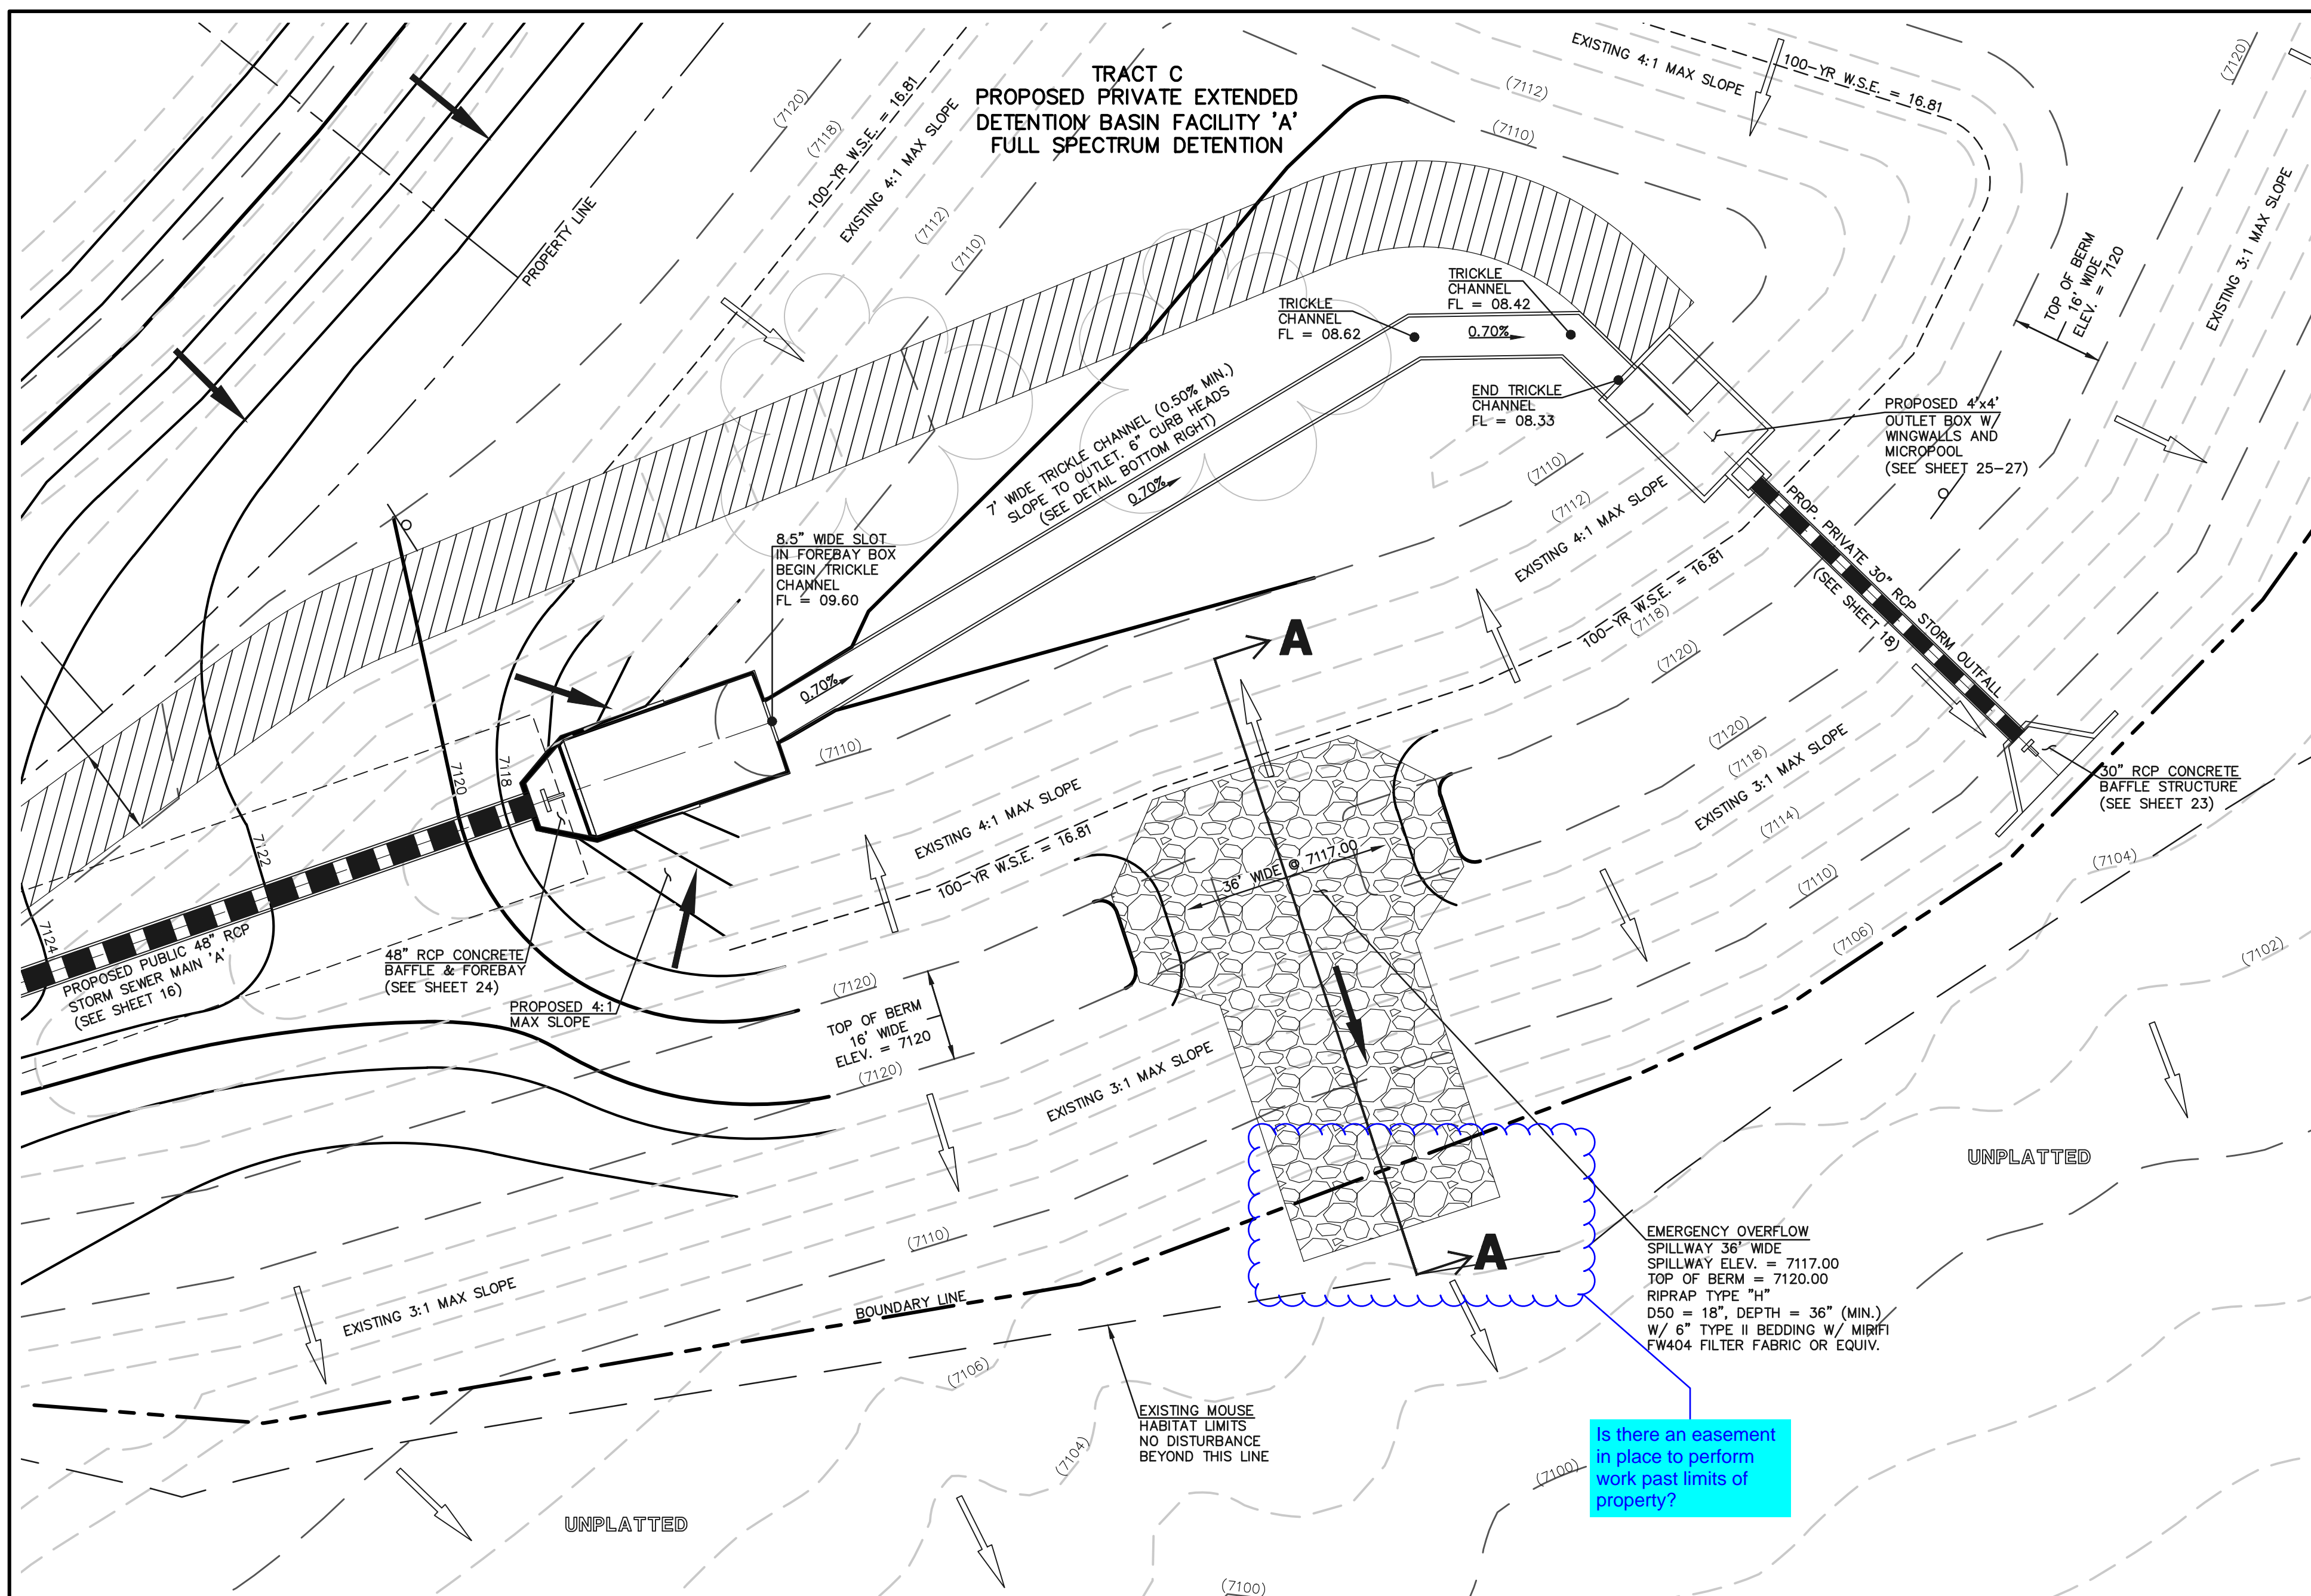 TRACT C
PROPOSED PRIVATE EXTENDED
DETENTION BASIN FACILITY 'A'
FULL SPECTRUM DETENTION
EXISTING 4:1 MAX SLOPE
100-YR W.S.E. = 16.81
(7120)
(7112)
(7110)
(7120)
(7118)
100-YR W.S.E. = 16.81
EXISTING 4:1 MAX SLOPE
(7112)
(7110)
PROPERTY LINE
EXISTING 3:1 MAX SLOPE
TOP OF BERM
16' WIDE
ELEV. = 7120
TRICKLE
CHANNEL
FL = 08.42
TRICKLE
CHANNEL
FL = 08.62
0.70%
END TRICKLE
CHANNEL
FL = 08.33
PROPOSED 4'x4'
OUTLET BOX W/
WINGWALLS AND
MICROPOOL
(SEE SHEET 25-27)
7' WIDE TRICKLE CHANNEL (0.50% MIN.)
SLOPE TO OUTLET. 6" CURB HEADS
(SEE DETAIL BOTTOM RIGHT)
0.70%
(7110)
(7112)
EXISTING 4:1 MAX SLOPE
100-YR W.S.E. = 16.81
(7118)
(7120)
PROP. PRIVATE 30" RCP STORM OUTFALL
(SEE SHEET 18)
8.5" WIDE SLOT
IN FOREBAY BOX
BEGIN TRICKLE
CHANNEL
FL = 09.60
A
0.70%
(7110)
7120
7118
7122
7124
(7120)
(7118)
EXISTING 3:1 MAX SLOPE
(7114)
(7110)
(7106)
(7104)
(7102)
30" RCP CONCRETE
BAFFLE STRUCTURE
(SEE SHEET 23)
EXISTING 4:1 MAX SLOPE
100-YR W.S.E. = 16.81
36' WIDE @ 7117.00
PROPOSED PUBLIC 48" RCP
STORM SEWER MAIN 'A'
(SEE SHEET 16)
48" RCP CONCRETE
BAFFLE & FOREBAY
(SEE SHEET 24)
PROPOSED 4:1
MAX SLOPE
(7120)
TOP OF BERM
16' WIDE
ELEV. = 7120
(7120)
EXISTING 3:1 MAX SLOPE
UNPLATTED
(7110)
A
EMERGENCY OVERFLOW
SPILLWAY 36' WIDE
SPILLWAY ELEV. = 7117.00
TOP OF BERM = 7120.00
RIPRAP TYPE "H"
D50 = 18", DEPTH = 36" (MIN.)
W/ 6" TYPE II BEDDING W/ MIRIFI
FW404 FILTER FABRIC OR EQUIV.
EXISTING 3:1 MAX SLOPE
BOUNDARY LINE
(7106)
EXISTING MOUSE
HABITAT LIMITS
NO DISTURBANCE
BEYOND THIS LINE
(7104)
(7100)
Is there an easement
in place to perform
work past limits of
property?
UNPLATTED
(7100)